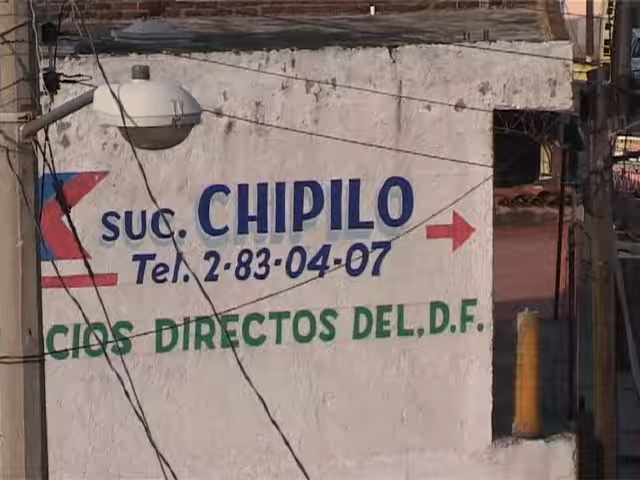 SUC. CHIPILO
Tel. 2-83-04-07
CIOS DIRECTOS DEL, D.F.